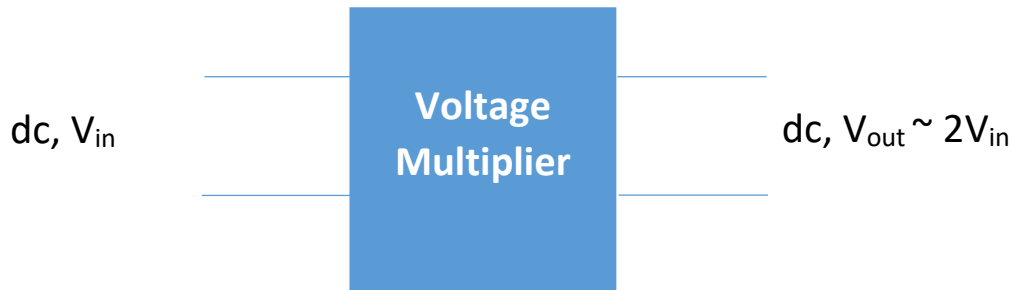 dc, Vin
Voltage
Multiplier
dc, Vout ~ 2Vin